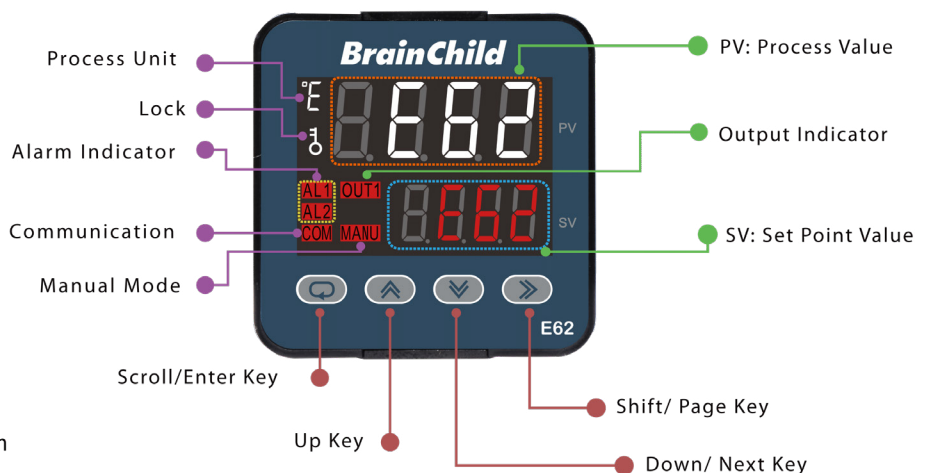 BrainChild
Process Unit
PV: Process Value
°E
E62
PV
Lock
Alarm Indicator
Output Indicator
AL1 OUT1
AL2
SV
Communication
COM MANU
SV: Set Point Value
Manual Mode
E62
Scroll/Enter Key
Shift/ Page Key
Up Key
Down/ Next Key